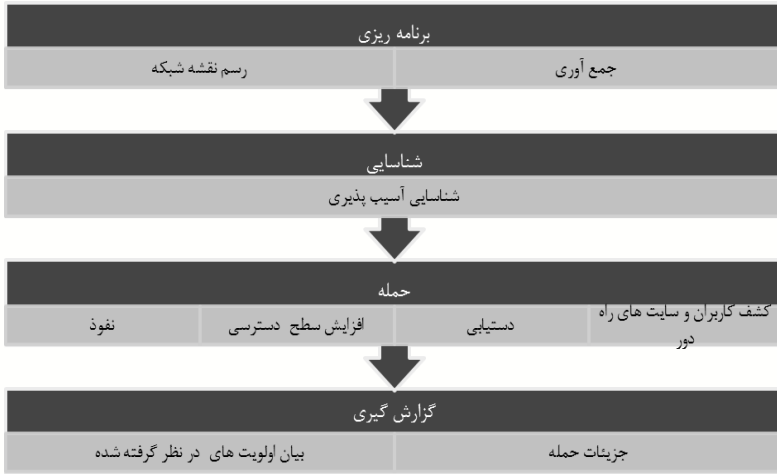 برنامه ریزی
جمع آوری
رسم نقشه شبکه
شناسایی
شناسایی آسیب پذیری
حمله
کشف کاربران و سایت های راه
دور
دستیابی
افزایش سطح دسترسی
نفوذ
گزارش گیری
جزیئات حمله
بیان اولویت های در نظر گرفته شده